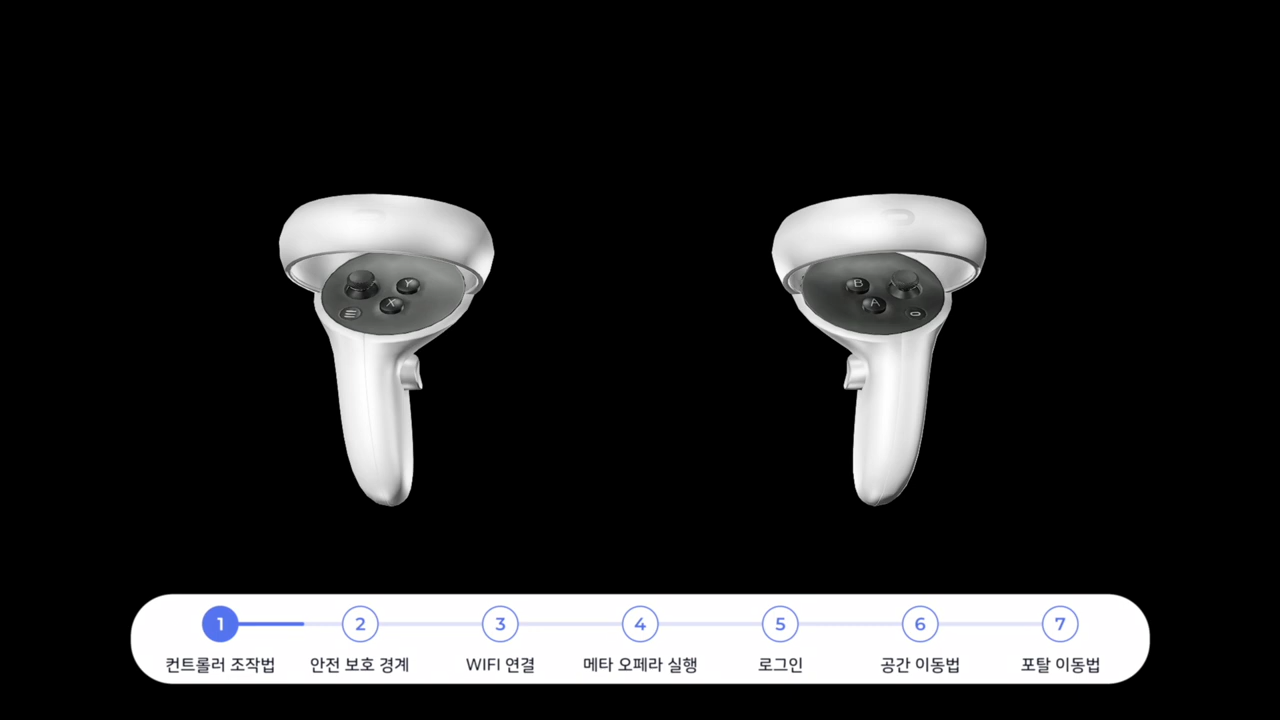 Y
X
B
A
1
2
3
4
5
6
7
컨트롤러 조작법
안전 보호 경계
WIFI 연결
메타 오페라 실행
로그인
공간 이동법
포탈 이동법